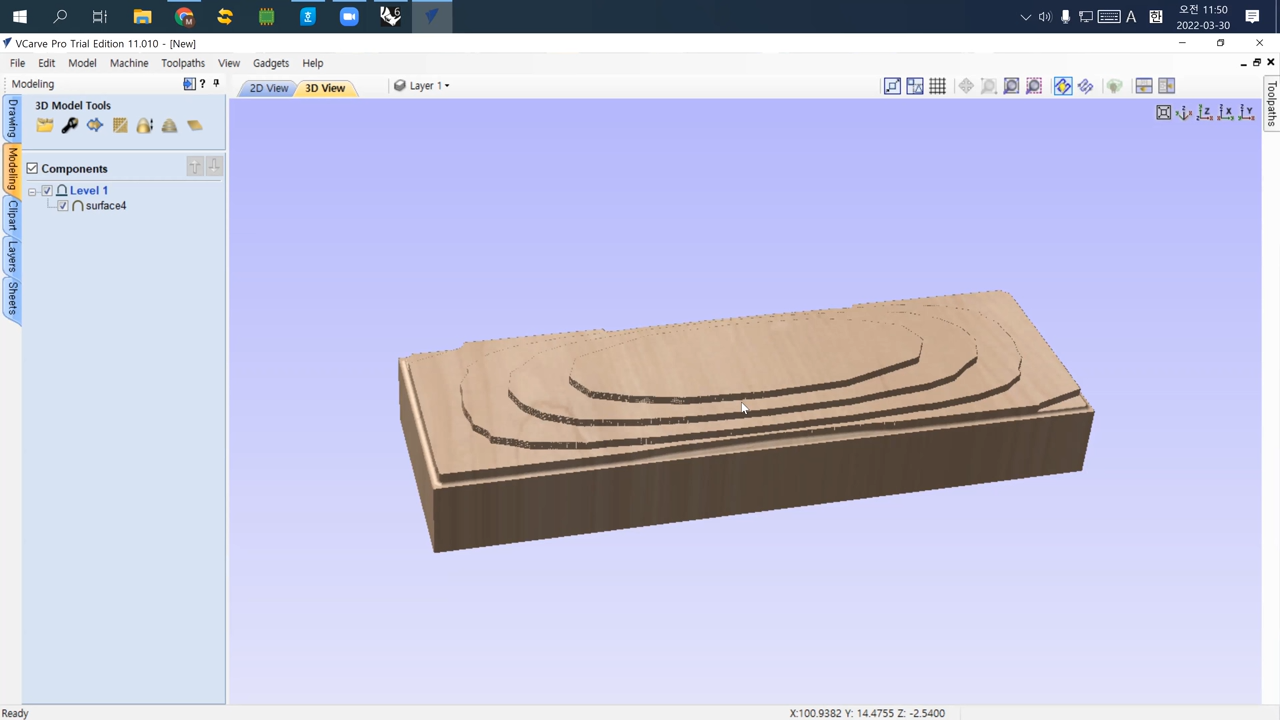 6
A
한
오전 11:50
2022-03-30
VCarve Pro Trial Edition 11.010 - [New]
File Edit Model Machine Toolpaths View Gadgets Help
Modeling
?
2D View
3D View
Layer 1
3D Model Tools
Z
X
Y
Components
Level 1
surface4
Drawing
Modeling
Clipart
Layers
Sheets
Toolpaths
Ready
X:100.9382 Y: 14.4755 Z: -2.5400